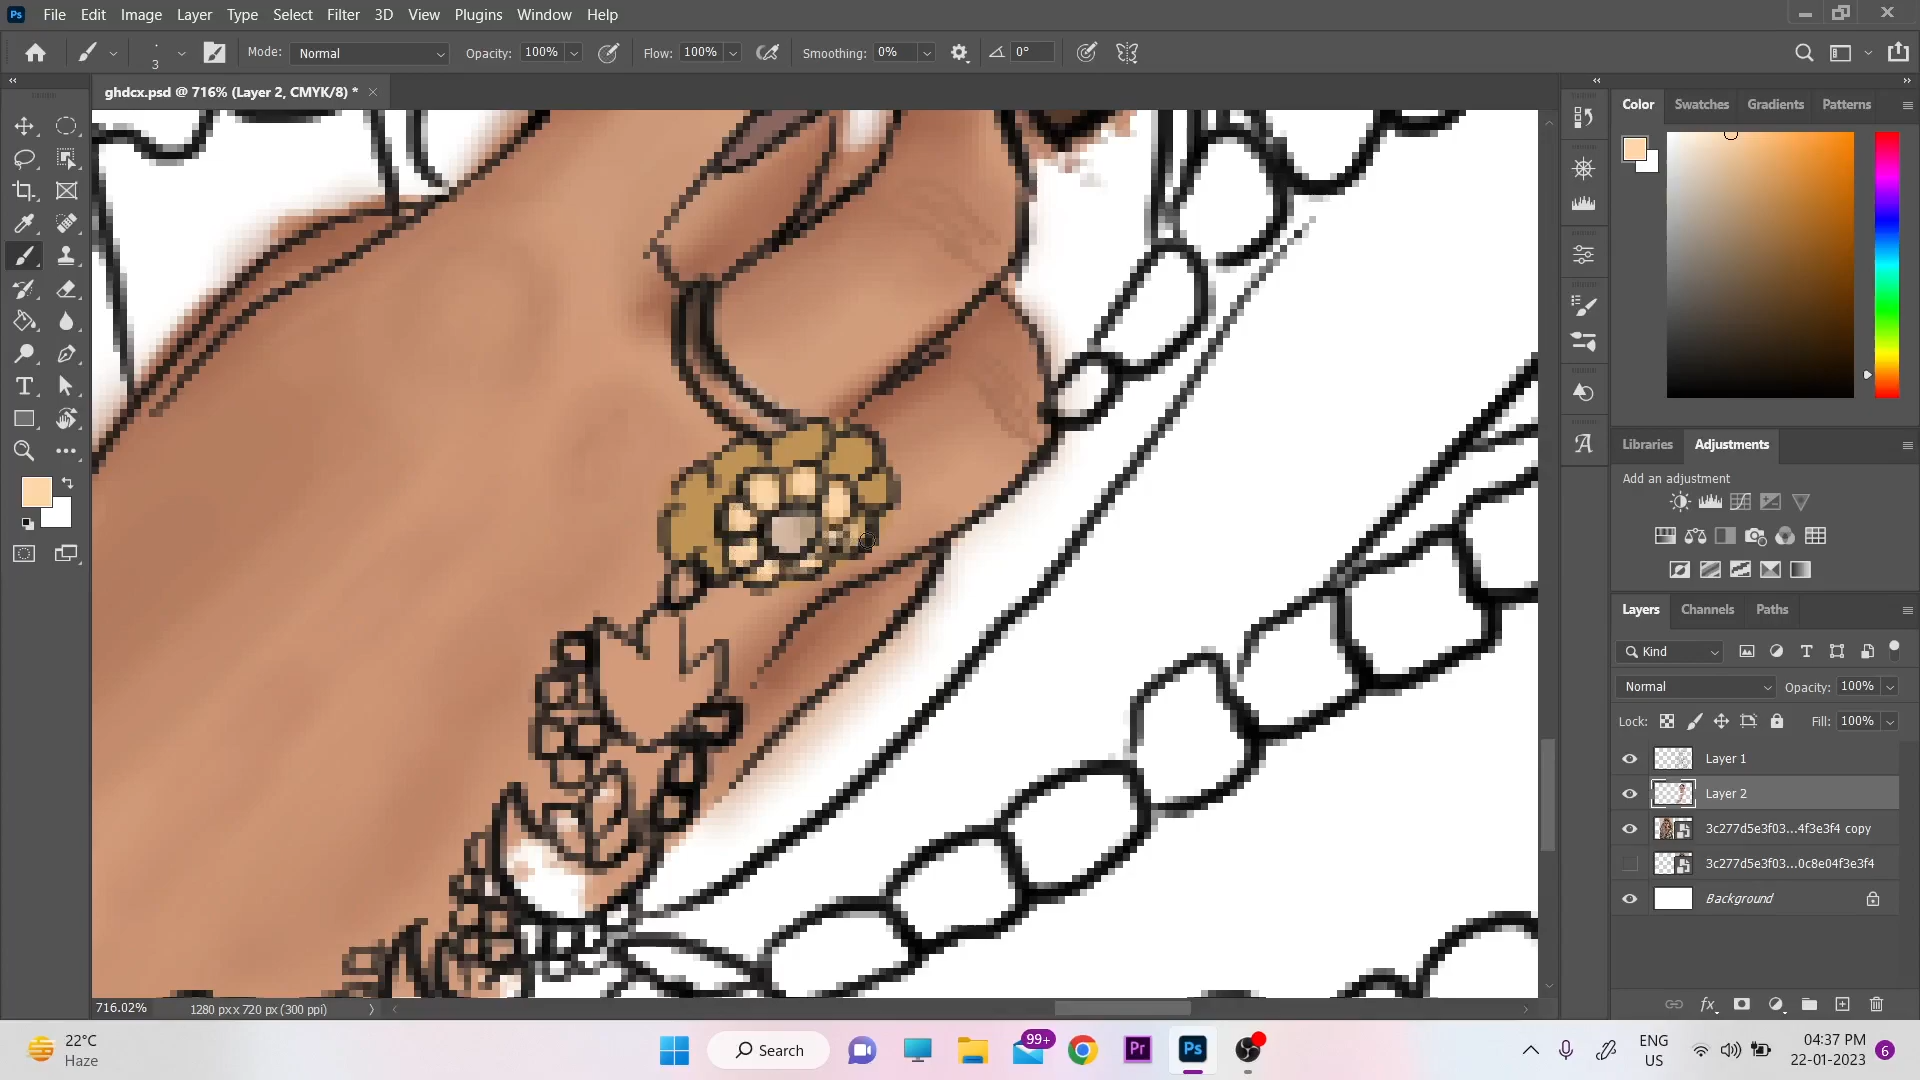 Ps File Edit Image Layer Type Select Filter 3D View Plugins Window Help
3 Mode: Normal Opacity: 100% Flow: 100% Smoothing: 0% 0°
ghdcx.psd @ 716% (Layer 2, CMYK/8) *
Color Swatches Gradients Patterns
Libraries Adjustments
Add an adjustment
Layers Channels Paths
Kind
Normal Opacity: 100%
Lock: Fill: 100%
Layer 1
Layer 2
3c277d5e3f03...4f3e3f4 copy
3c277d5e3f03...0c8e04f3e3f4
Background
716.02% 1280 px x 720 px (300 ppi)
22°C
Haze
Search
99+
Pr
Ps
ENG
US
04:37 PM
22-01-2023
6